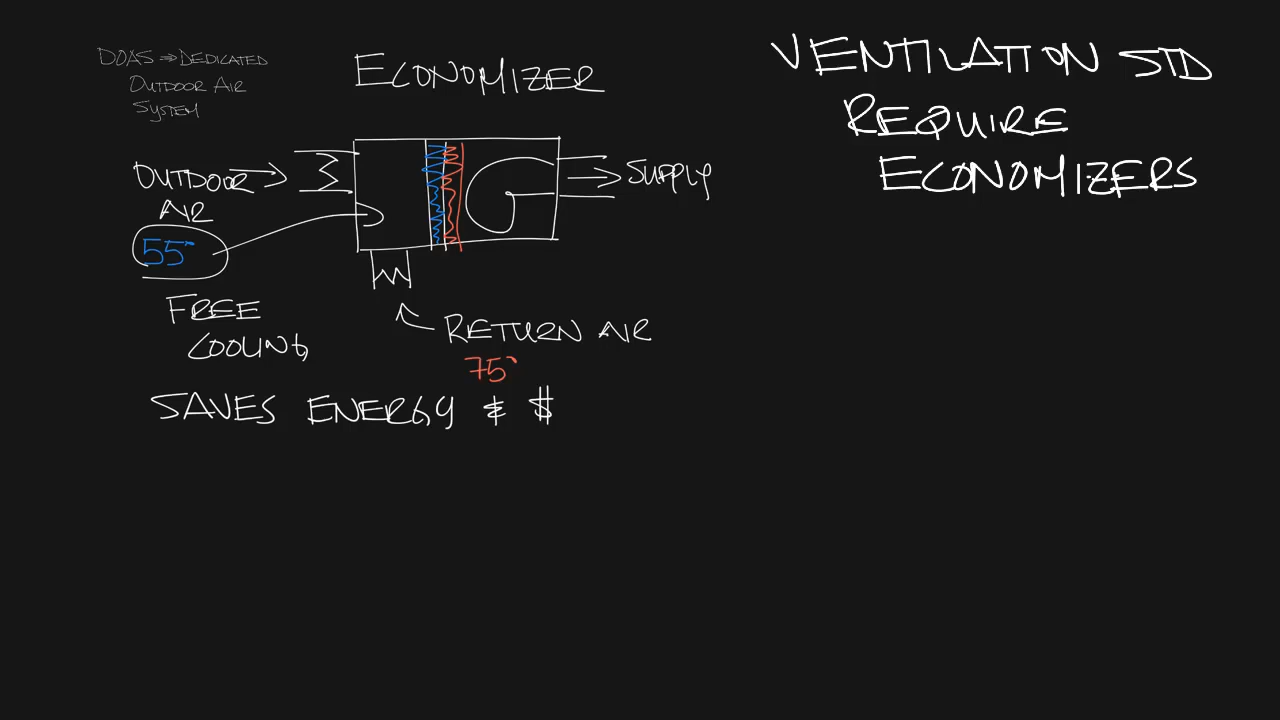 DOAS ⇒ DEDICATED
OUTDOOR AIR
SYSTEM
ECONOMIZER
VENTILATION STD
REQUIRE
ECONOMIZERS
OUTDOOR
AIR
55°
SUPPLY
FREE
COOLING
RETURN AIR
75°
SAVES ENERGY & $